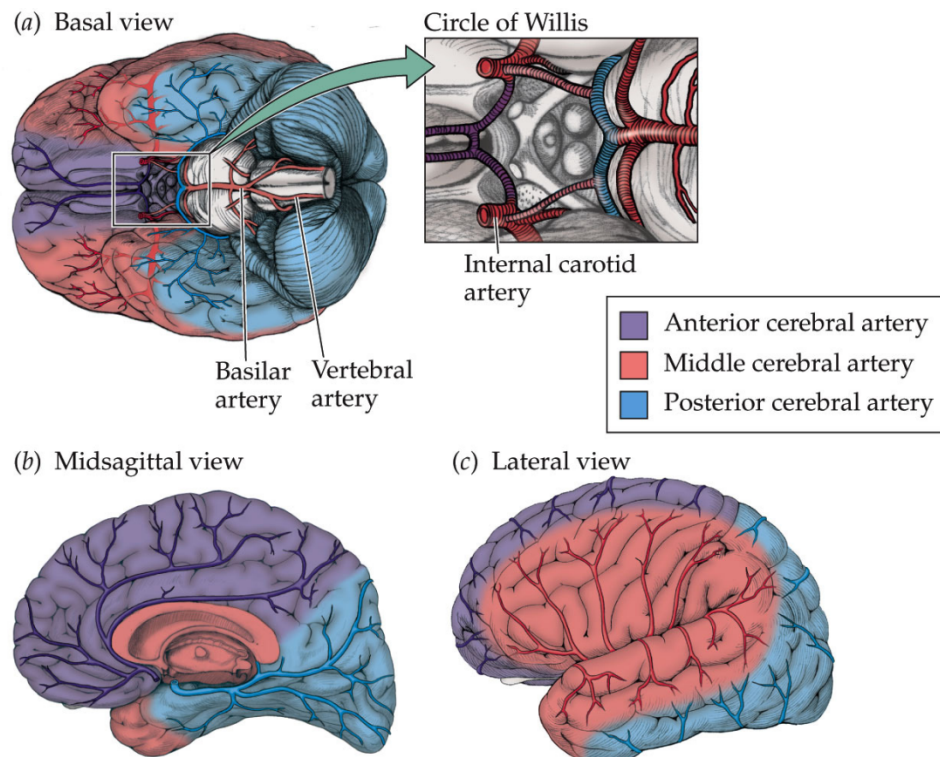 (a) Basal view
Circle of Willis
Internal carotid
artery
Basilar
artery
Vertebral
artery
Anterior cerebral artery
Middle cerebral artery
Posterior cerebral artery
(b) Midsagittal view
(c) Lateral view